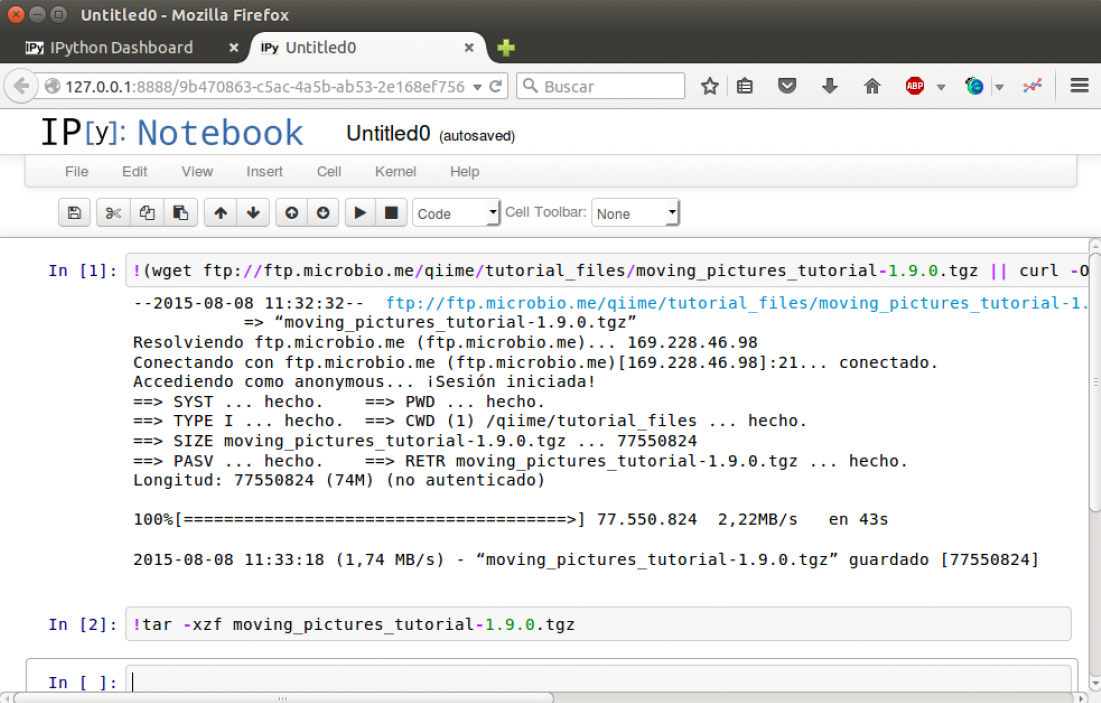 Untitled0 - Mozilla Firefox
IPy IPython Dashboard × IPy Untitled0 ×
127.0.0.1:8888/9b470863-c5ac-4a5b-ab53-2e168ef756 Buscar ABP
IP[y]: Notebook Untitled0 (autosaved)
File Edit View Insert Cell Kernel Help
Code Cell Toolbar: None
In [1]: !(wget ftp://ftp.microbio.me/qiime/tutorial_files/moving_pictures_tutorial-1.9.0.tgz || curl -O
--2015-08-08 11:32:32-- ftp://ftp.microbio.me/qiime/tutorial_files/moving_pictures_tutorial-1.
=> “moving_pictures_tutorial-1.9.0.tgz”
Resolviendo ftp.microbio.me (ftp.microbio.me)... 169.228.46.98
Conectando con ftp.microbio.me (ftp.microbio.me)[169.228.46.98]:21... conectado.
Accediendo como anonymous... ¡Sesión iniciada!
==> SYST ... hecho. ==> PWD ... hecho.
==> TYPE I ... hecho. ==> CWD (1) /qiime/tutorial_files ... hecho.
==> SIZE moving_pictures_tutorial-1.9.0.tgz ... 77550824
==> PASV ... hecho. ==> RETR moving_pictures_tutorial-1.9.0.tgz ... hecho.
Longitud: 77550824 (74M) (no autenticado)
100%[======================================>] 77.550.824 2,22MB/s en 43s
2015-08-08 11:33:18 (1,74 MB/s) - “moving_pictures_tutorial-1.9.0.tgz” guardado [77550824]
In [2]: !tar -xzf moving_pictures_tutorial-1.9.0.tgz
In [ ]: